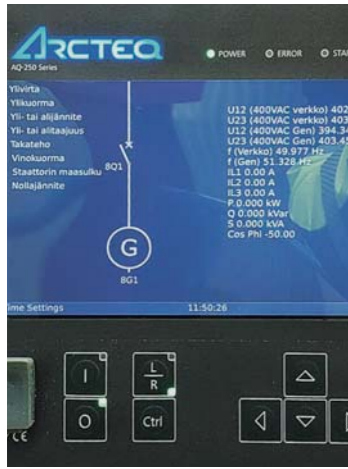 ARCTEQ
POWER
ERROR
AQ-250 Series
Ylivirta
Ylikuorma
Yli- tai alijännite
Yli- tai alitaajuus
Takateho
Vinokuorma
Staattorin maasulku
Nollajännite
8Q1
G
8G1
U12 (400VAC verkko) 402
U23 (400VAC verkko) 403
U12 (400VAC Gen) 394.34
U23 (400VAC Gen) 403.45
f (Verkko) 49.977 Hz
f (Gen) 51.328 Hz
IL1 0.00 A
IL2 0.00 A
IL3 0.00 A
P 0.000 kW
Q 0.000 kVar
S 0.000 kVA
Cos Phi -50.00
ime Settings
11:50:26
I
L
R
O
Ctrl
CE